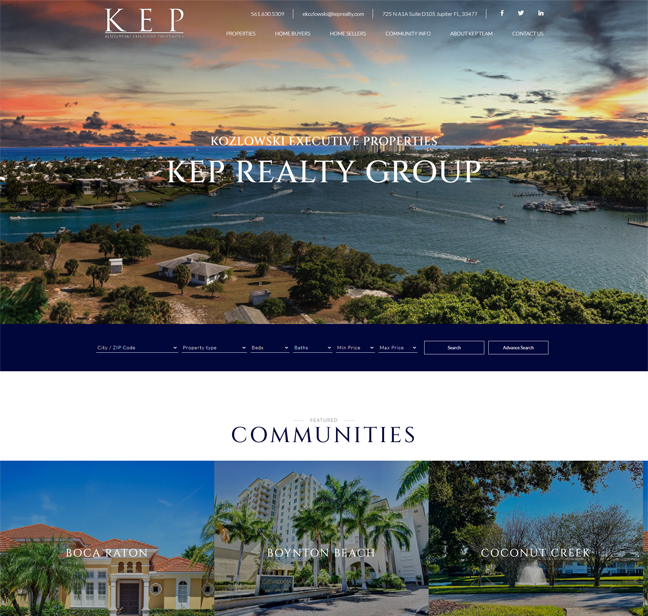 KEP
KOZLOWSKI EXECUTIVE PROPERTIES
561.630.5309
ekozlowski@keprealty.com
725 N A1A Suite D105 Jupiter FL, 33477
PROPERTIES HOME BUYERS HOME SELLERS COMMUNITY INFO ABOUT KEP TEAM CONTACT US
KOZLOWSKI EXECUTIVE PROPERTIES
KEP REALTY GROUP
City / ZIP Code Property type Beds Baths Min Price Max Price Search Advance Search
FEATURED
COMMUNITIES
BOCA RATON BOYNTON BEACH COCONUT CREEK